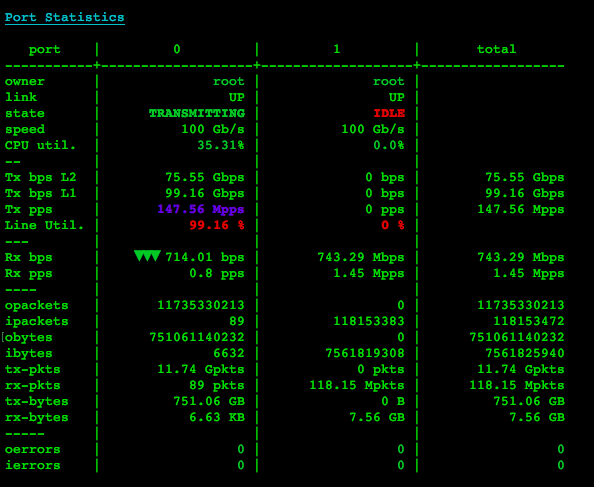 Port Statistics
port | 0 | 1 | total
-----------+-------------------+-------------------+------------------
owner | root | root |
link | UP | UP |
state | TRANSMITTING | IDLE |
speed | 100 Gb/s | 100 Gb/s |
CPU util. | 35.31% | 0.0% |
-- | | |
Tx bps L2 | 75.55 Gbps | 0 bps | 75.55 Gbps
Tx bps L1 | 99.16 Gbps | 0 bps | 99.16 Gbps
Tx pps | 147.56 Mpps | 0 pps | 147.56 Mpps
Line Util. | 99.16 % | 0 % |
--- | | |
Rx bps | ▼▼▼ 714.01 bps | 743.29 Mbps | 743.29 Mbps
Rx pps | 0.8 pps | 1.45 Mpps | 1.45 Mpps
---- | | |
opackets | 11735330213 | 0 | 11735330213
ipackets | 89 | 118153383 | 118153472
obytes | 751061140232 | 0 | 751061140232
ibytes | 6632 | 7561819308 | 7561825940
tx-pkts | 11.74 Gpkts | 0 pkts | 11.74 Gpkts
rx-pkts | 89 pkts | 118.15 Mpkts | 118.15 Mpkts
tx-bytes | 751.06 GB | 0 B | 751.06 GB
rx-bytes | 6.63 KB | 7.56 GB | 7.56 GB
----- | | |
oerrors | 0 | 0 | 0
ierrors | 0 | 0 | 0